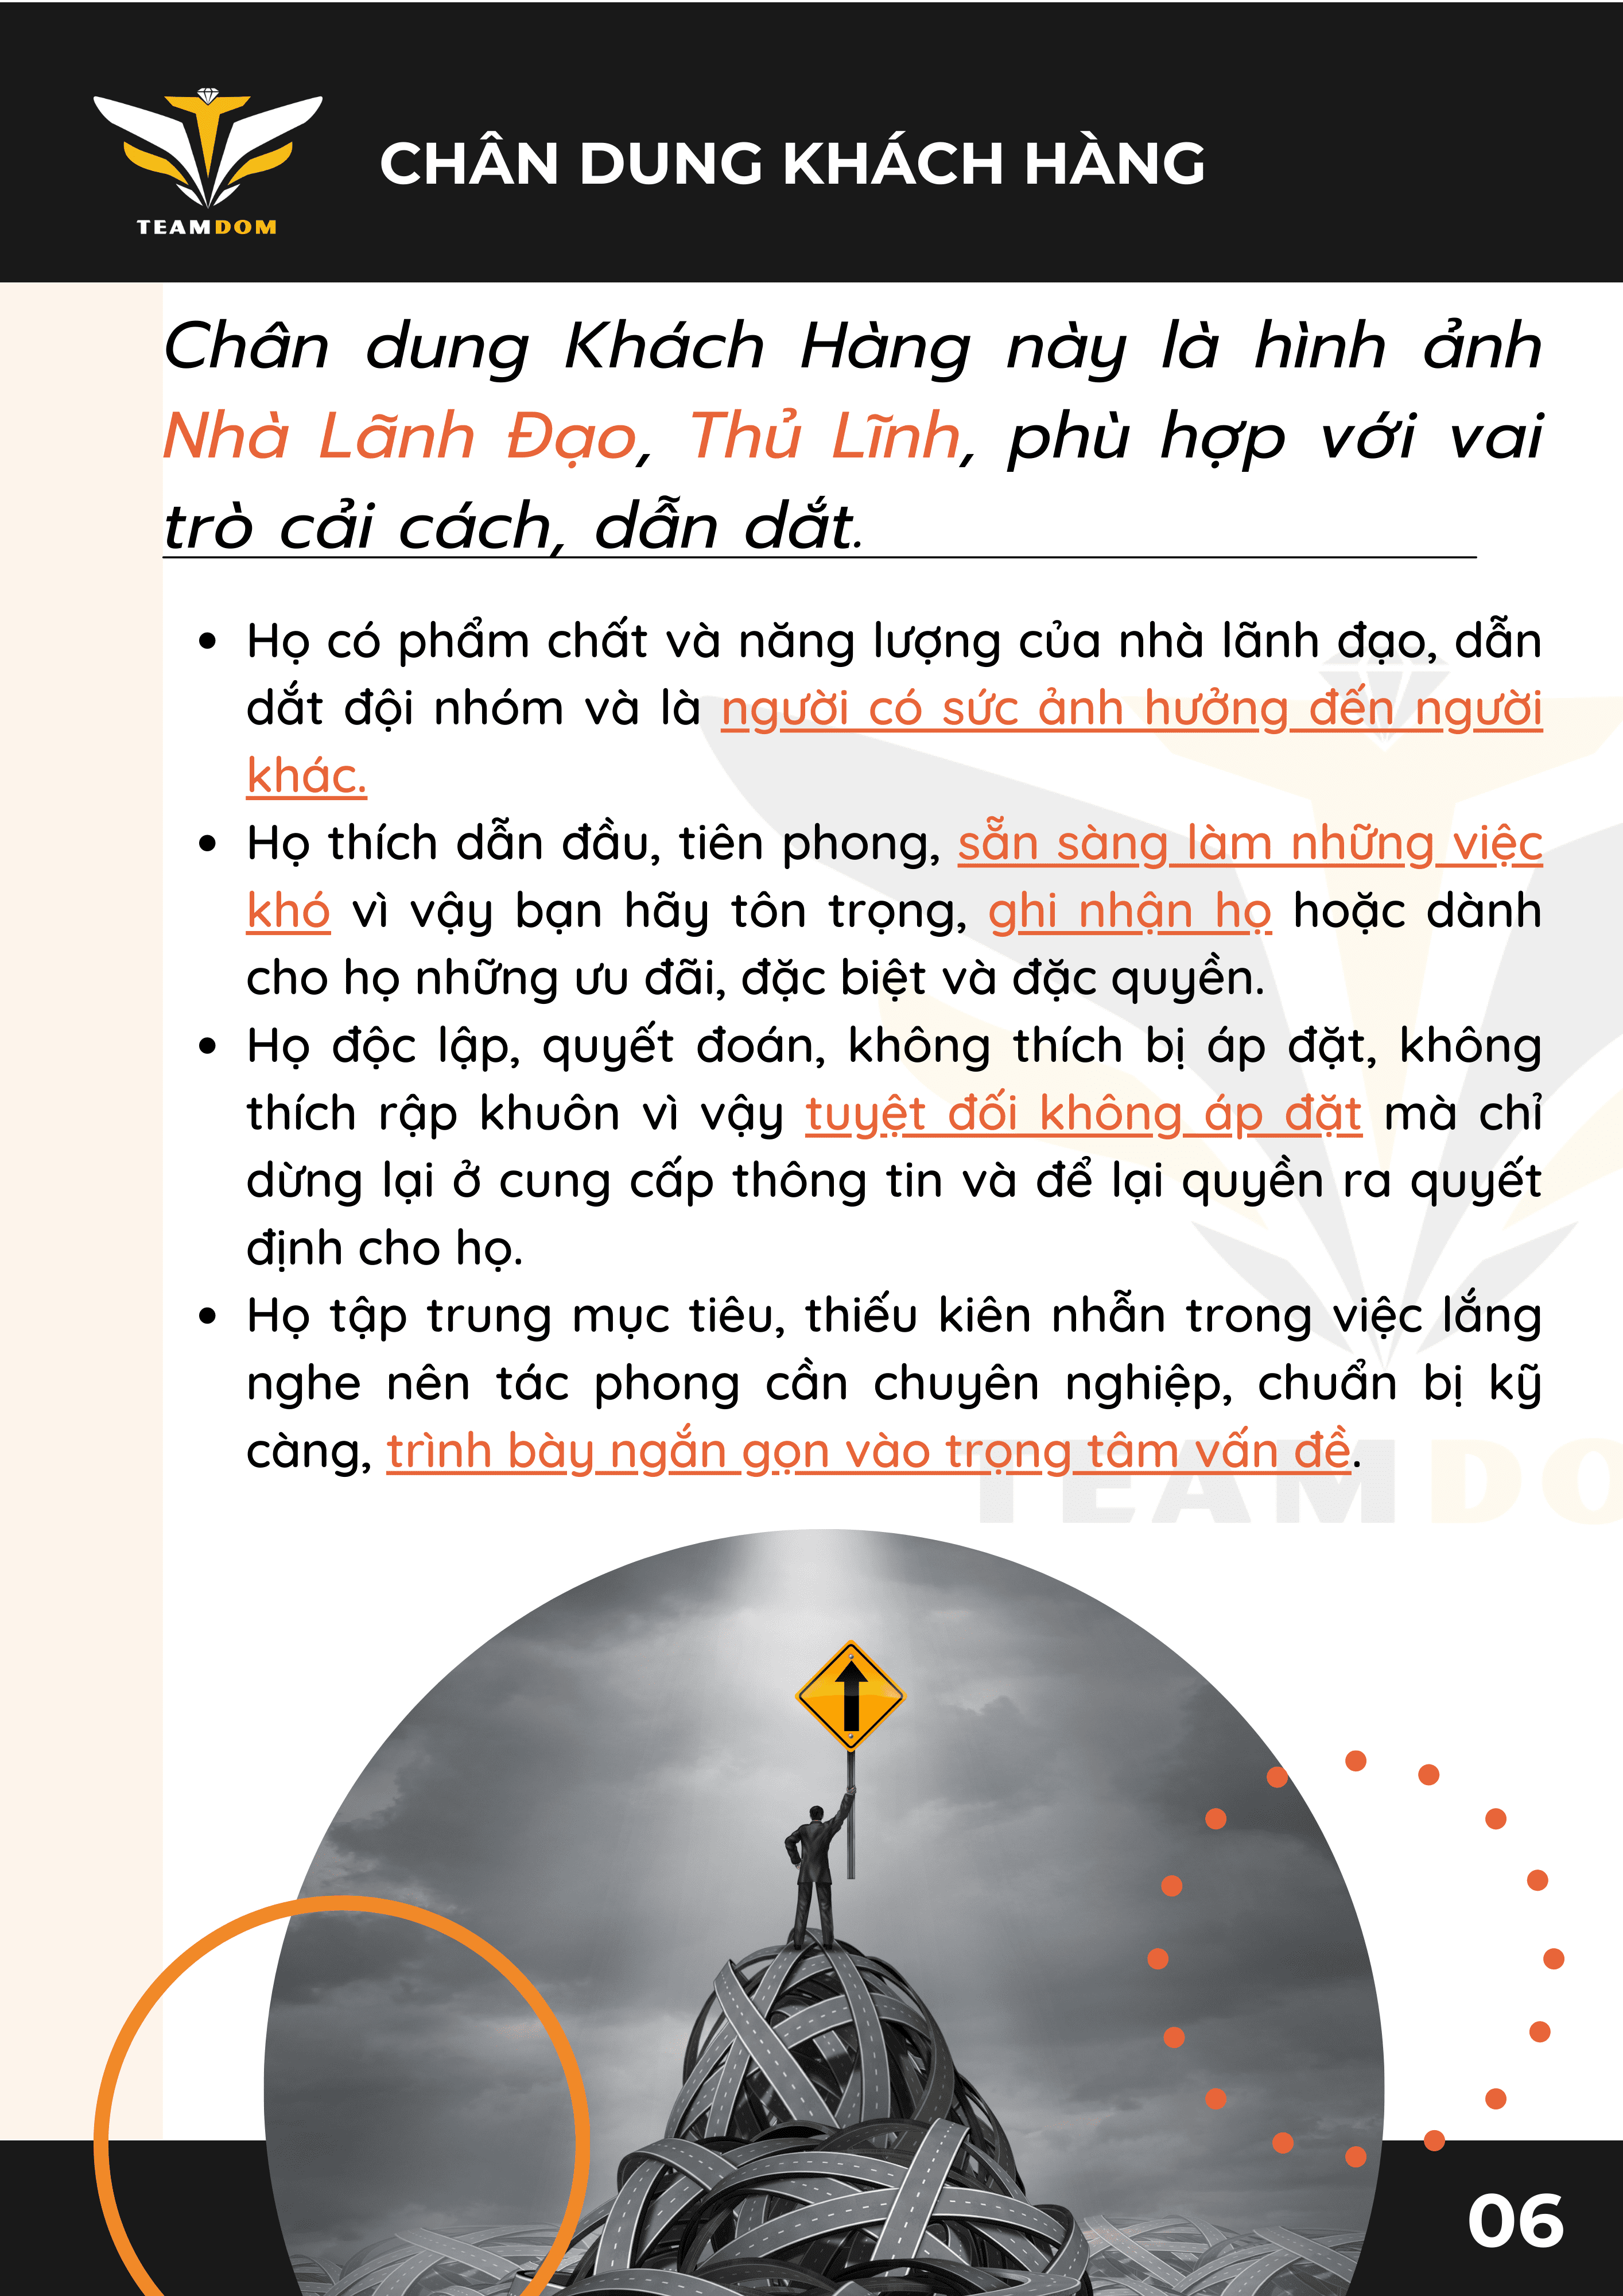 TEAMDOM
CHÂN DUNG KHÁCH HÀNG
Chân dung Khách Hàng này là hình ảnh
Nhà Lãnh Đạo, Thủ Lĩnh, phù hợp với vai
trò cải cách, dẫn dắt.
• Họ có phẩm chất và năng lượng của nhà lãnh đạo, dẫn
dắt đội nhóm và là người có sức ảnh hưởng đến người
khác.
• Họ thích dẫn đầu, tiên phong, sẵn sàng làm những việc
khó vì vậy bạn hãy tôn trọng, ghi nhận họ hoặc dành
cho họ những ưu đãi, đặc biệt và đặc quyền.
• Họ độc lập, quyết đoán, không thích bị áp đặt, không
thích rập khuôn vì vậy tuyệt đối không áp đặt mà chỉ
dừng lại ở cung cấp thông tin và để lại quyền ra quyết
định cho họ.
• Họ tập trung mục tiêu, thiếu kiên nhẫn trong việc lắng
nghe nên tác phong cần chuyên nghiệp, chuẩn bị kỹ
càng, trình bày ngắn gọn vào trọng tâm vấn đề.
TEAMDO
06